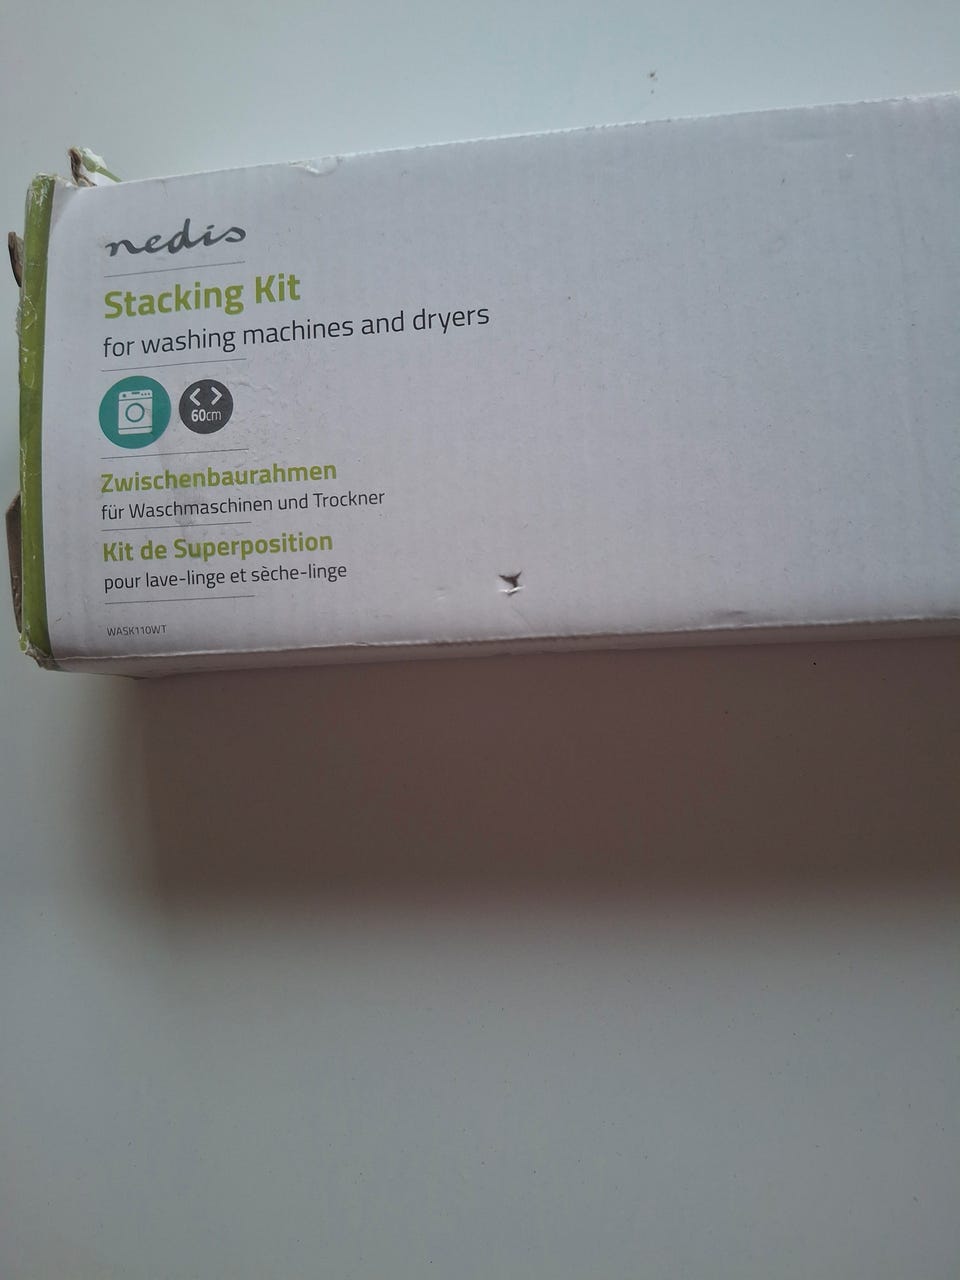 nedis
Stacking Kit
for washing machines and dryers
60cm
Zwischenbaurahmen
für Waschmaschinen und Trockner
Kit de Superposition
pour lave-linge et sèche-linge
WASK110WT